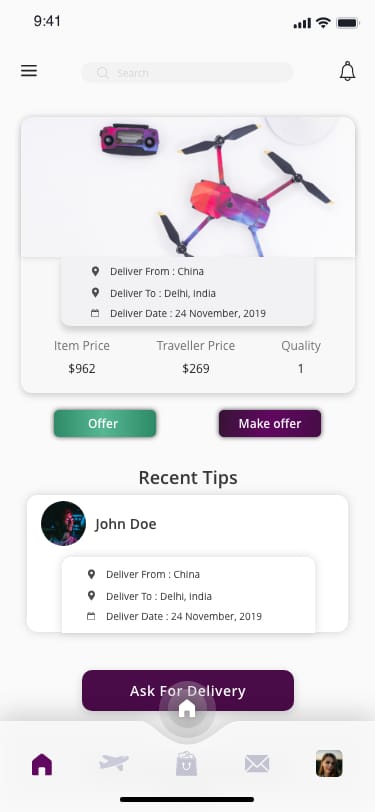 9:41
Search
Deliver From : China
Deliver To : Delhi, india
Deliver Date : 24 November, 2019
Item Price Traveller Price Quality
$962 $269 1
Offer Make offer
Recent Tips
John Doe
Deliver From : China
Deliver To : Delhi, india
Deliver Date : 24 November, 2019
Ask For Delivery